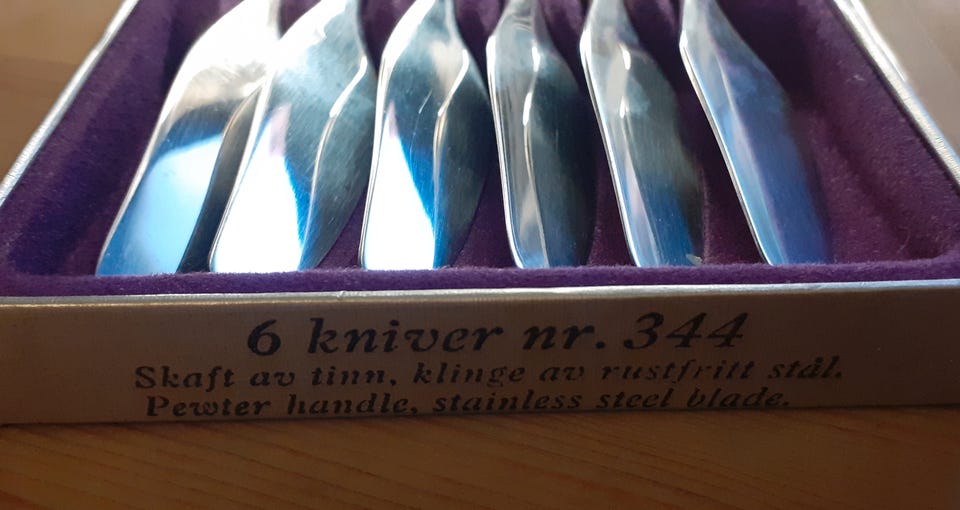 6 kniver nr. 344
Skaft av tinn, klinge av rustfritt stål.
Pewter handle, stainless steel blade.